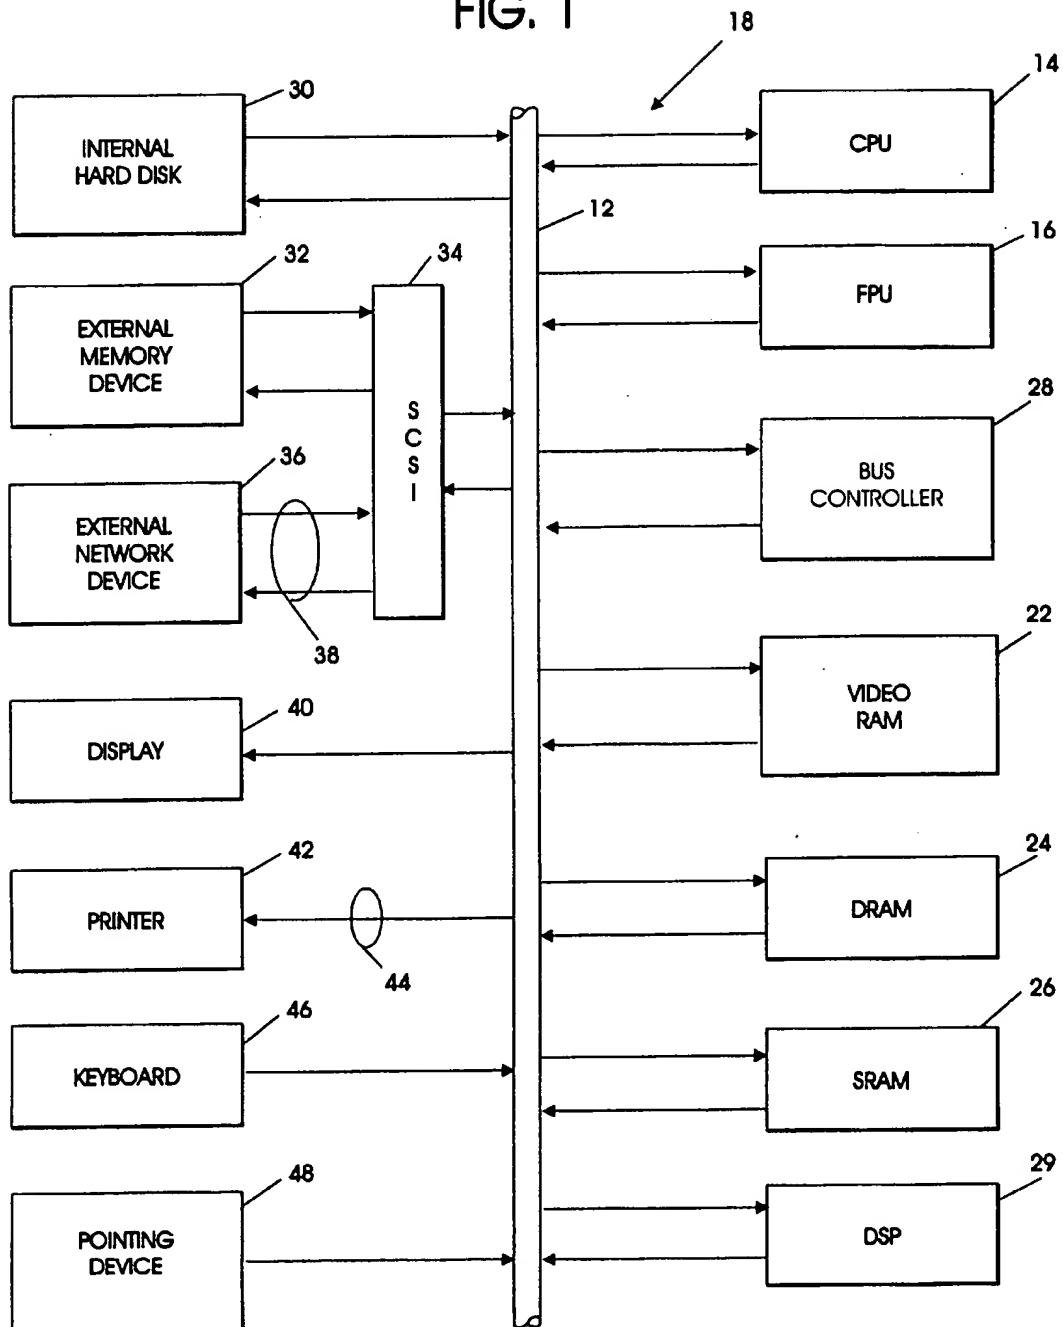 FIG. 1
18
30
14
INTERNAL
HARD DISK
CPU
12
32
34
16
EXTERNAL
MEMORY
DEVICE
FPU
S
C
S
I
28
36
BUS
CONTROLLER
EXTERNAL
NETWORK
DEVICE
38
22
VIDEO
RAM
40
DISPLAY
42
24
PRINTER
DRAM
44
46
26
KEYBOARD
SRAM
48
29
POINTING
DEVICE
DSP